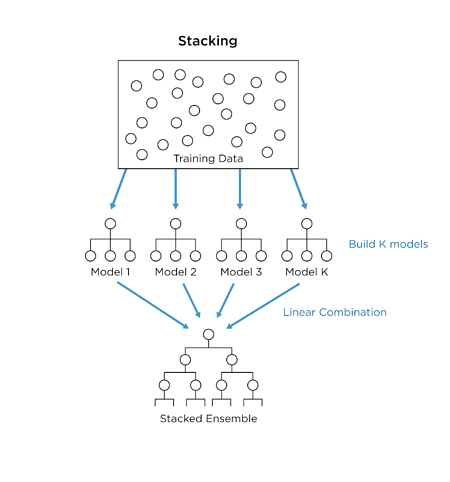 Stacking
Training Data
Build K models
Model 1 Model 2 Model 3 Model K
Linear Combination
Stacked Ensemble